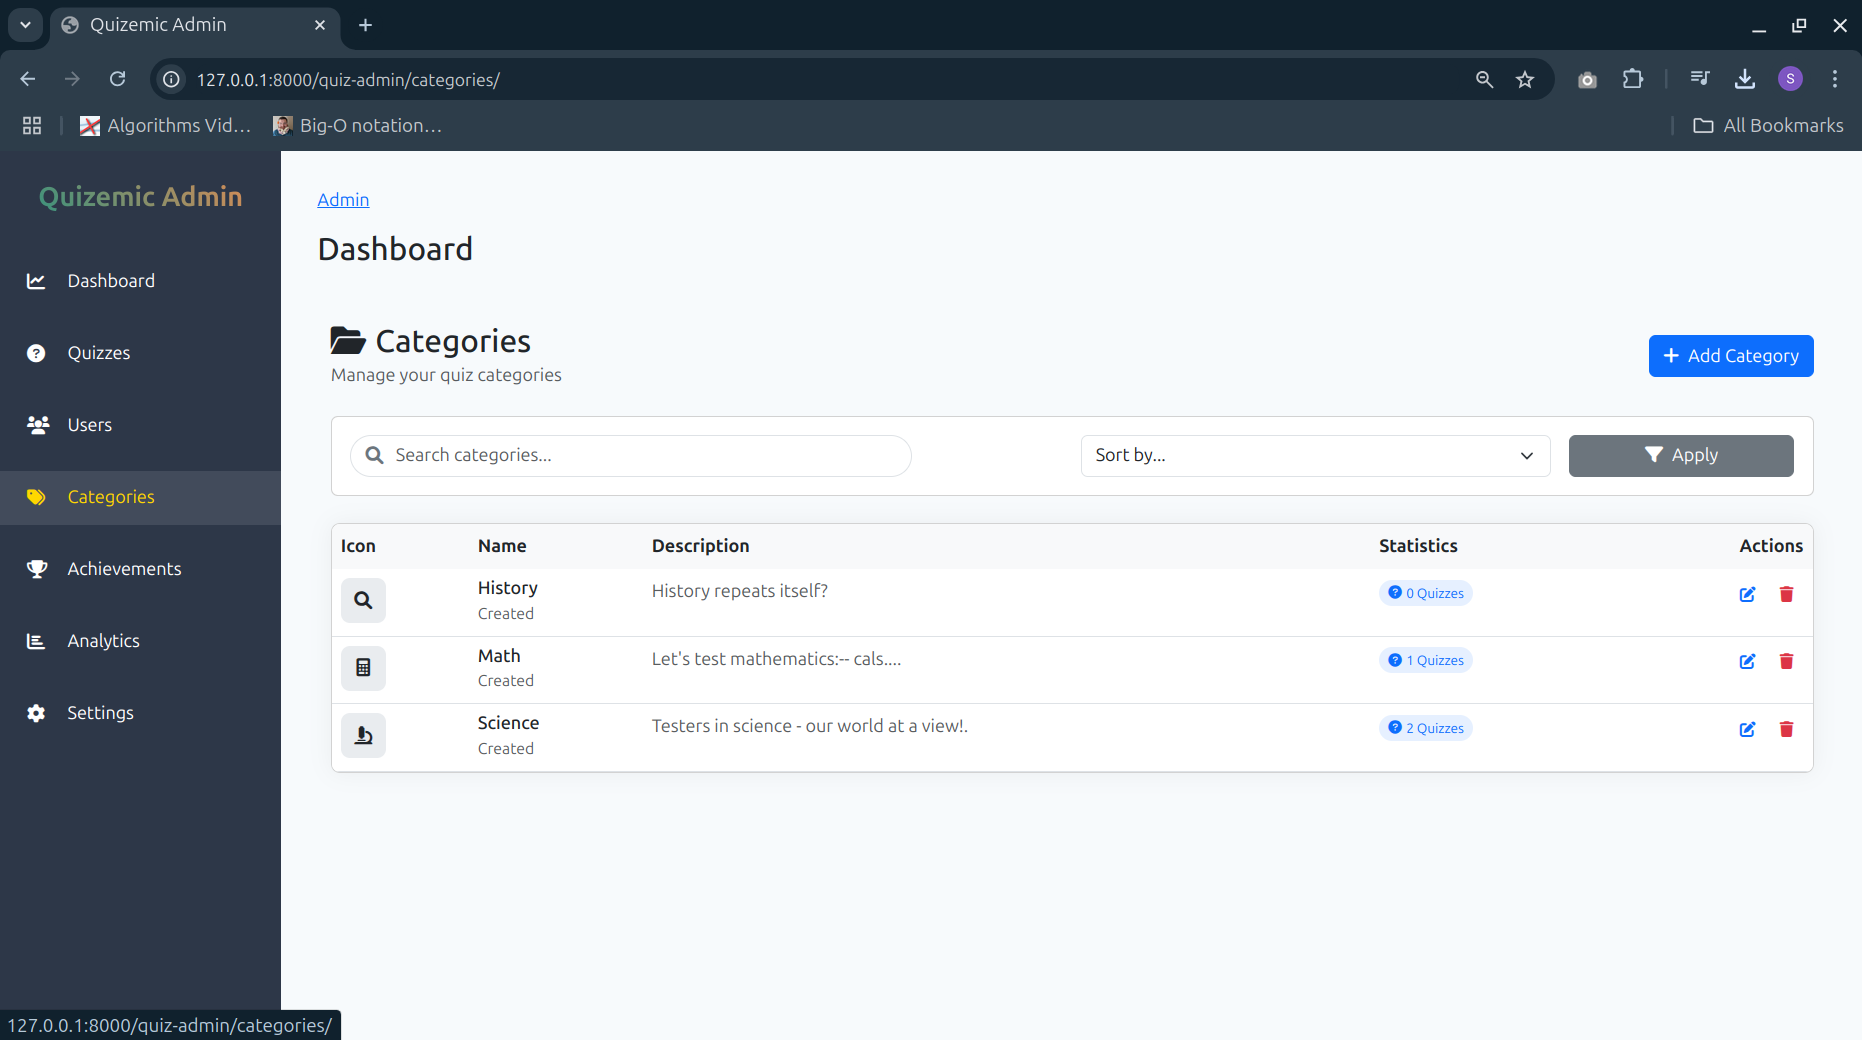 Quizemic Admin
127.0.0.1:8000/quiz-admin/categories/
S
Algorithms Vid...
Big-O notation...
All Bookmarks
Quizemic Admin
Dashboard
Quizzes
Users
Categories
Achievements
Analytics
Settings
Admin
Dashboard
Categories
Manage your quiz categories
Add Category
Search categories...
Sort by...
Apply
Icon Name Description Statistics Actions
History
Created
History repeats itself?
0 Quizzes
Math
Created
Let's test mathematics:-- cals....
1 Quizzes
Science
Created
Testers in science - our world at a view!.
2 Quizzes
127.0.0.1:8000/quiz-admin/categories/